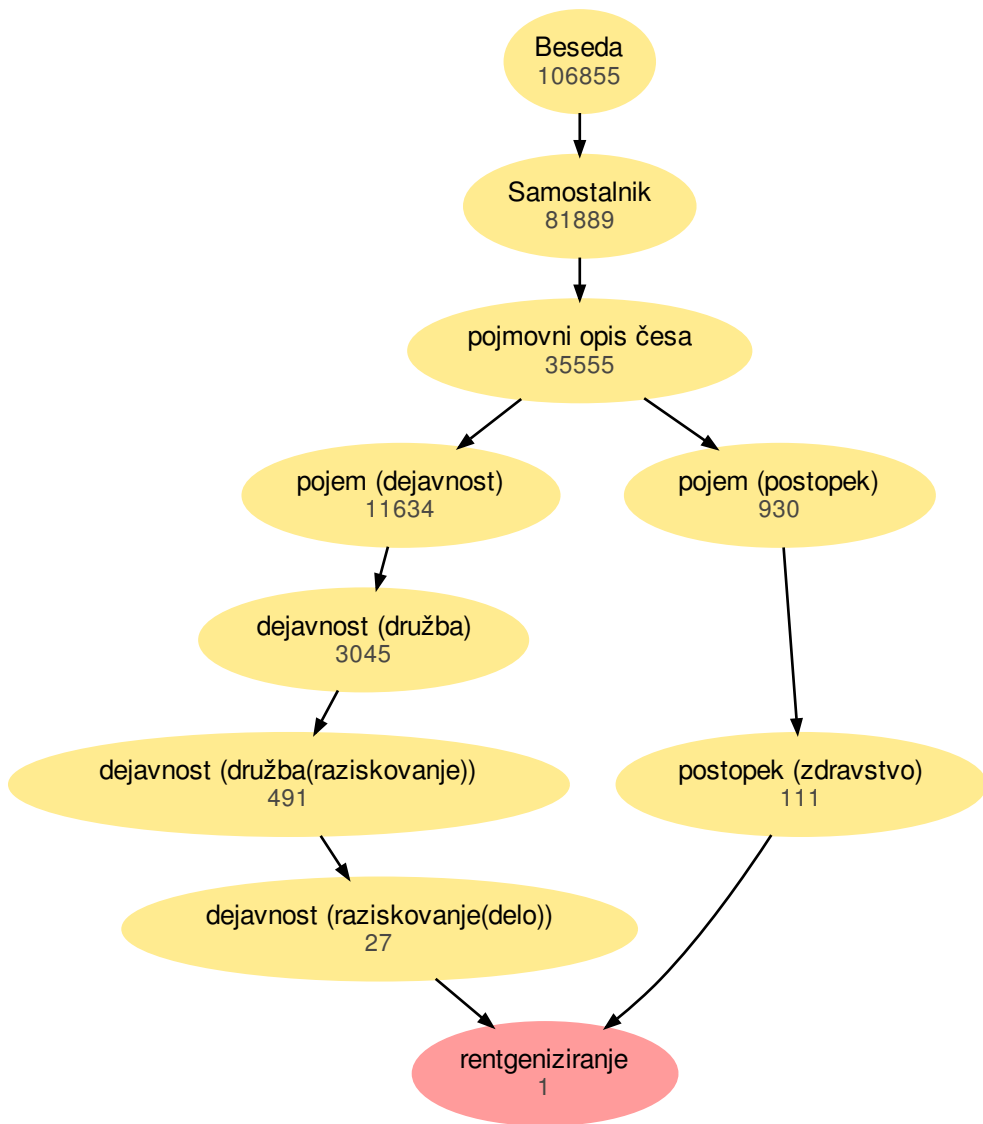 Beseda
106855
Samostalnik
81889
pojmovni opis česa
35555
pojem (dejavnost)
11634
pojem (postopek)
930
dejavnost (družba)
3045
dejavnost (družba(raziskovanje))
491
postopek (zdravstvo)
111
dejavnost (raziskovanje(delo))
27
rentgeniziranje
1